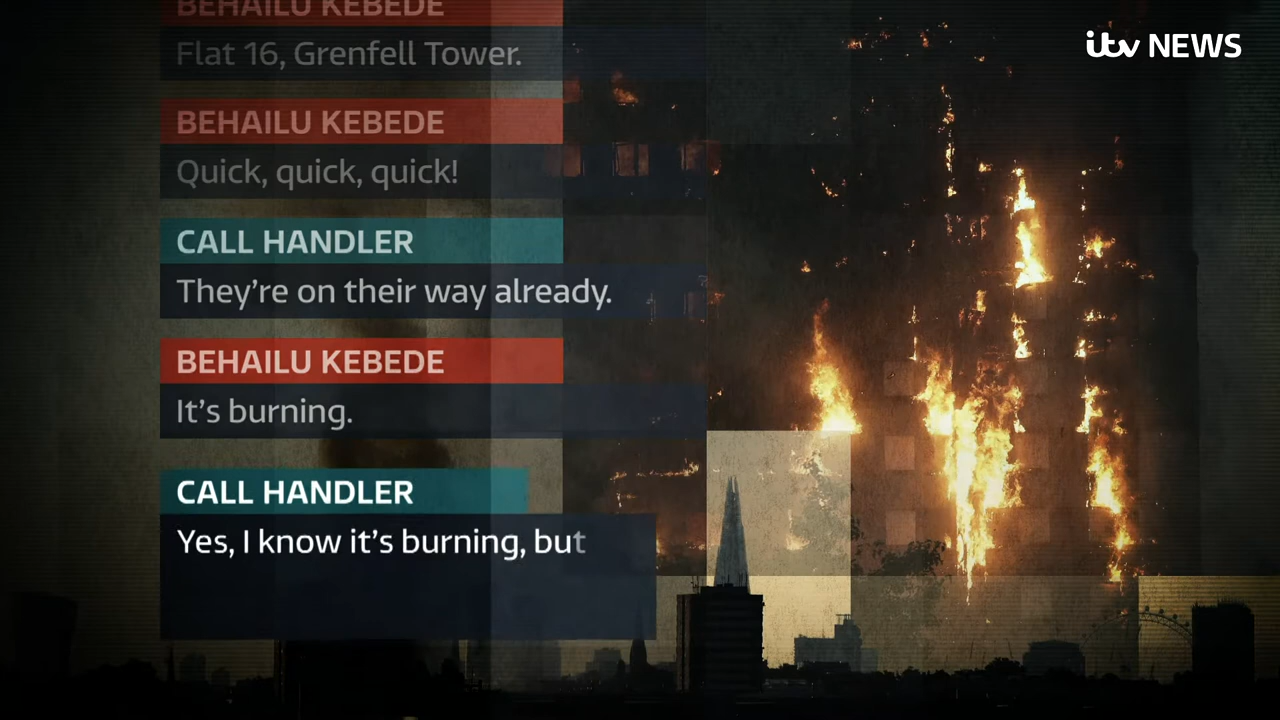 BEHAILU KEBEDE
Flat 16, Grenfell Tower.
itv NEWS
BEHAILU KEBEDE
Quick, quick, quick!
CALL HANDLER
They're on their way already.
BEHAILU KEBEDE
It's burning.
CALL HANDLER
Yes, I know it's burning, but